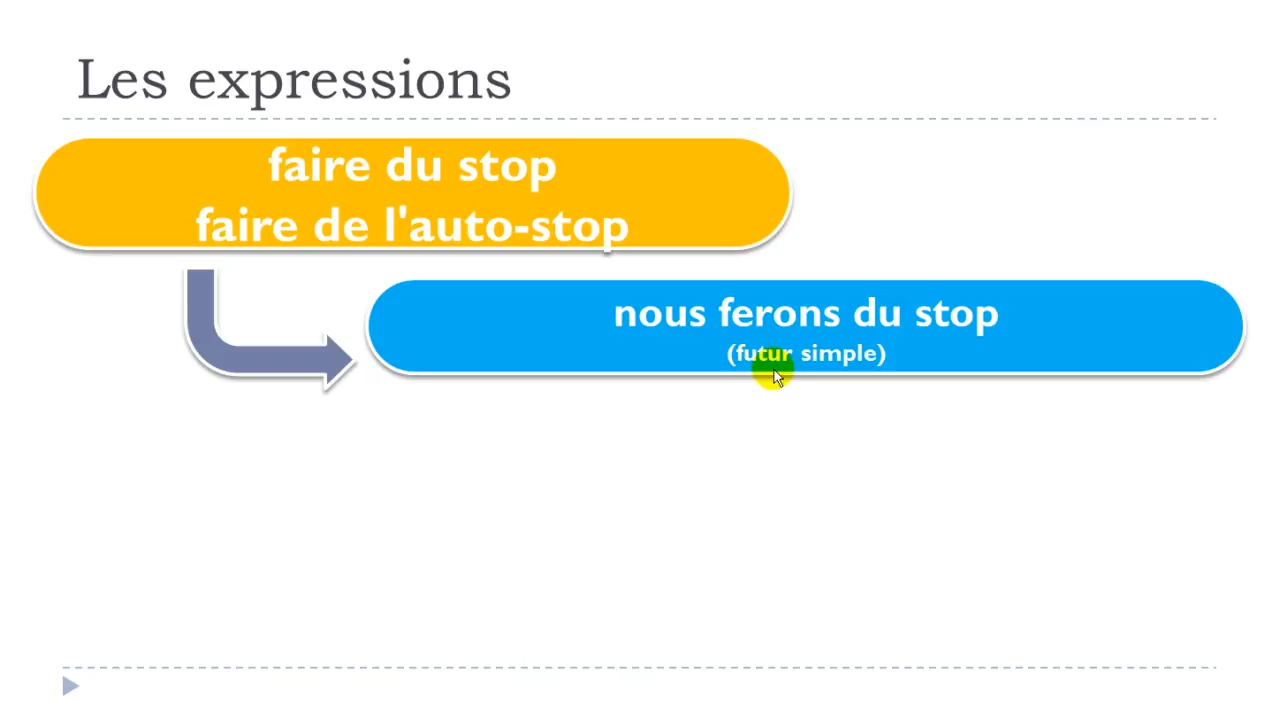 Les expressions
faire du stop
faire de l'auto-stop
nous ferons du stop
(futur simple)